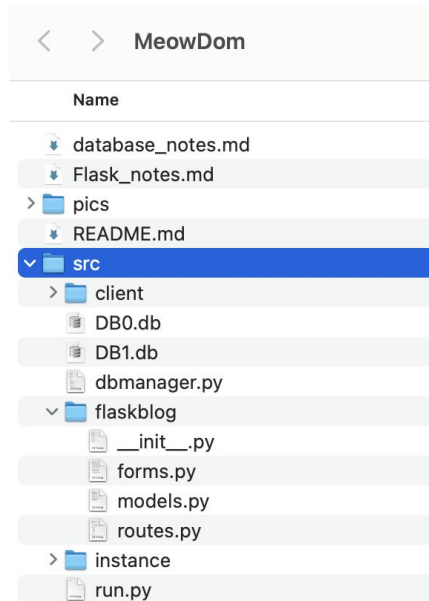 MeowDom
Name
database_notes.md
Flask_notes.md
pics
README.md
src
client
DB0.db
DB1.db
dbmanager.py
flaskblog
__init__.py
forms.py
models.py
routes.py
instance
run.py